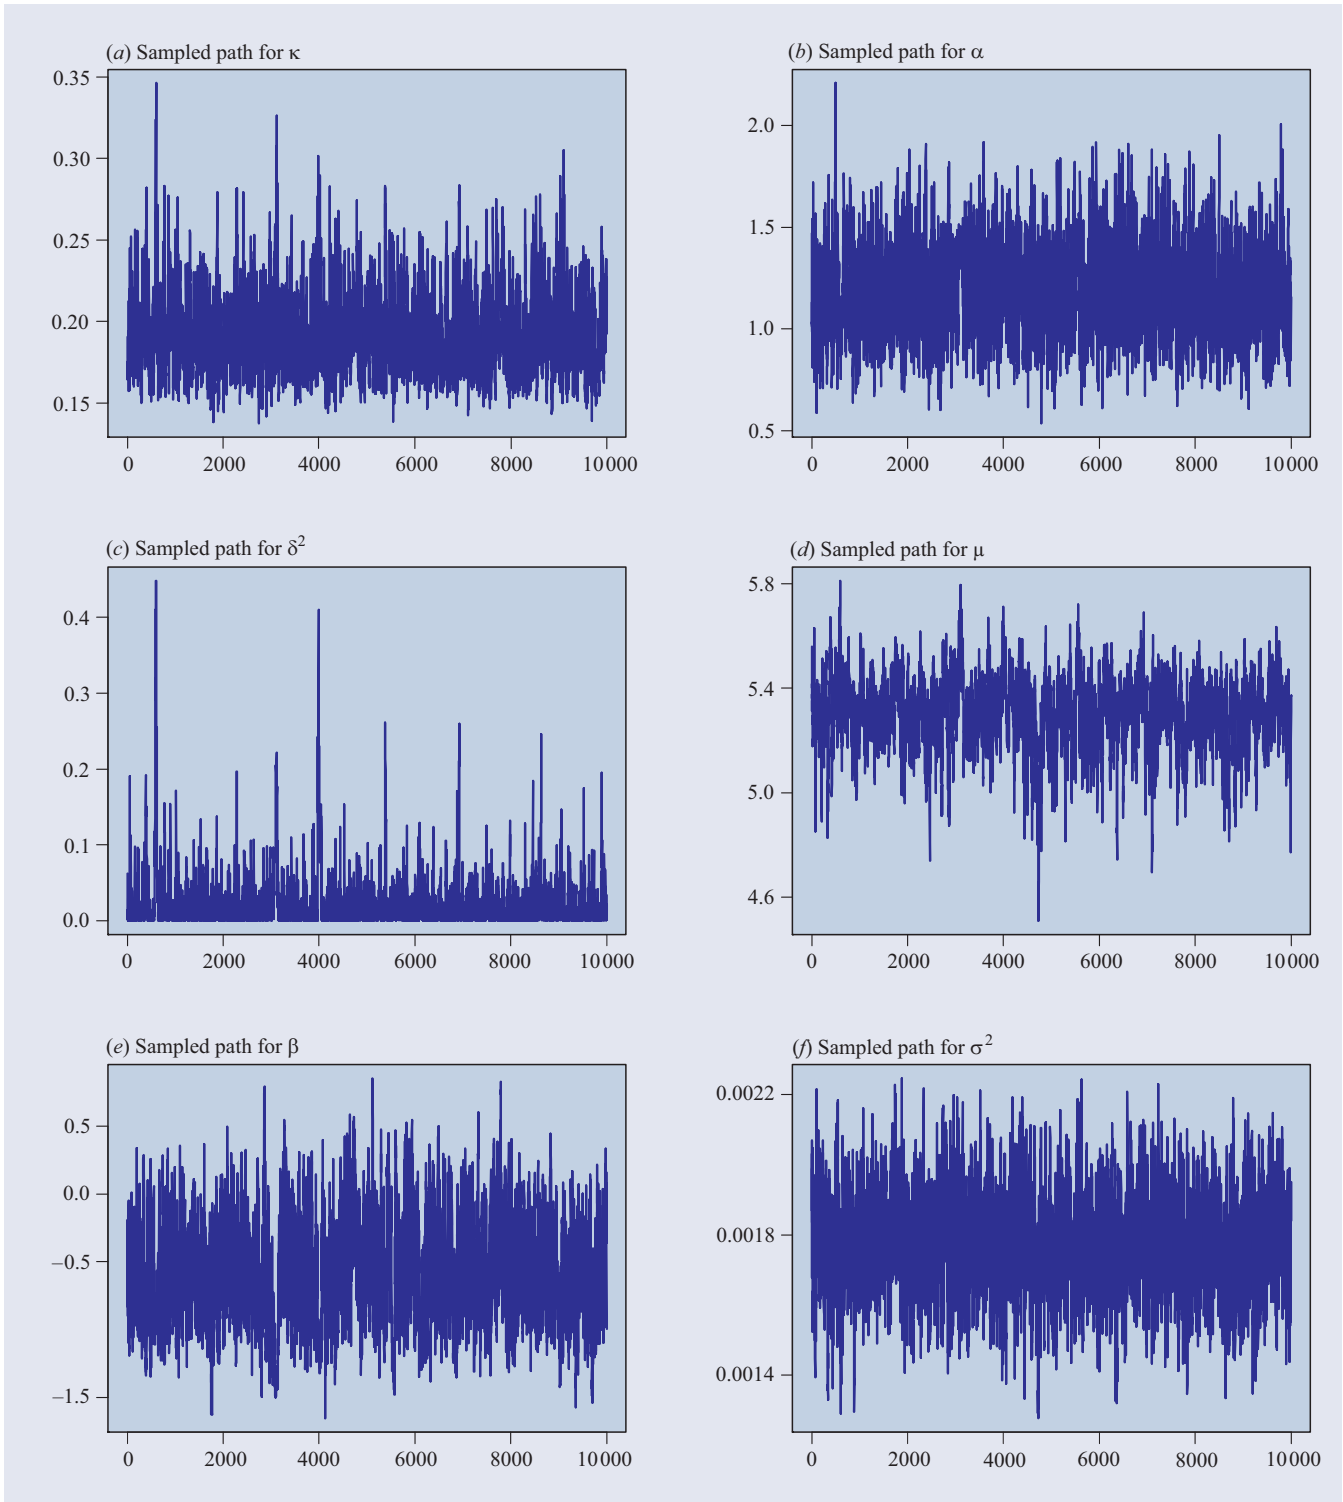 (a) Sampled path for κ
0.35
0.30
0.25
0.20
0.15
0 2000 4000 6000 8000 10000
(b) Sampled path for α
2.0
1.5
1.0
0.5
0 2000 4000 6000 8000 10000
(c) Sampled path for δ²
0.4
0.3
0.2
0.1
0.0
0 2000 4000 6000 8000 10000
(d) Sampled path for μ
5.8
5.4
5.0
4.6
0 2000 4000 6000 8000 10000
(e) Sampled path for β
0.5
0.0
–0.5
–1.5
0 2000 4000 6000 8000 10000
(f) Sampled path for σ²
0.0022
0.0018
0.0014
0 2000 4000 6000 8000 10000